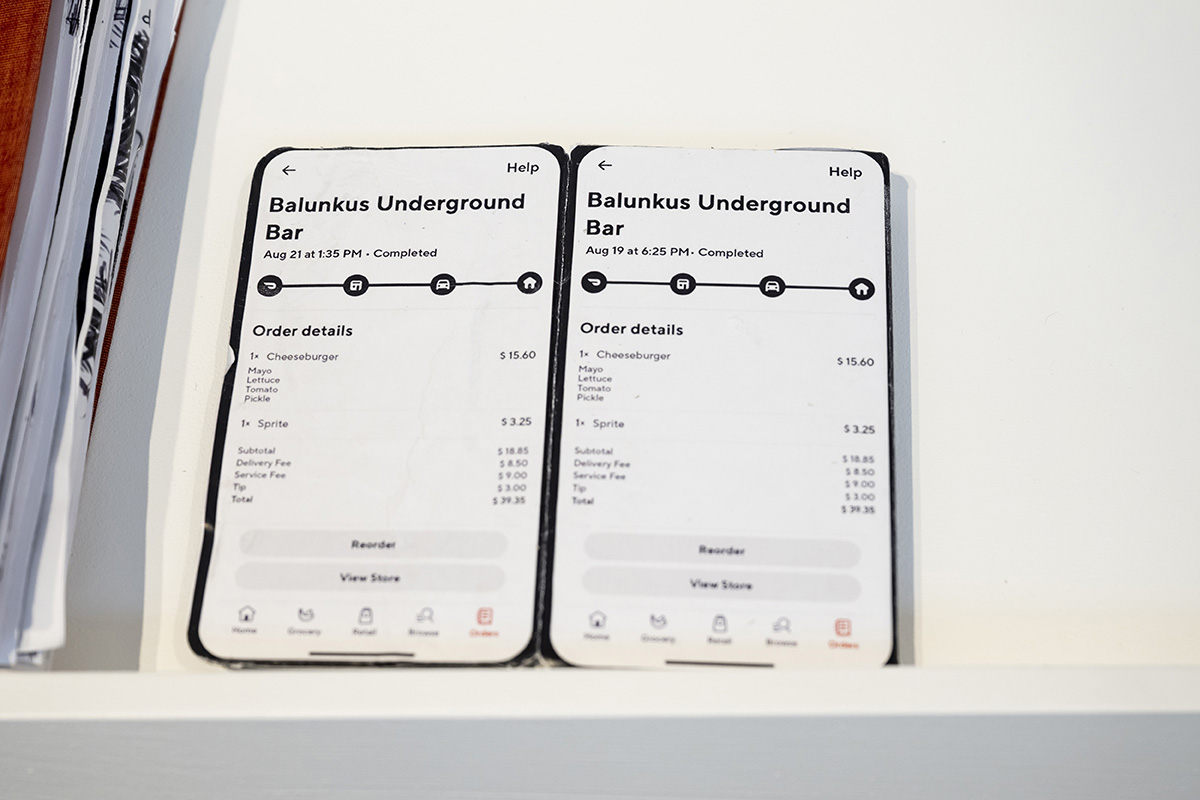 ←
Help
Balunkus Underground
Bar
Aug 21 at 1:35 PM • Completed
Order details
1× Cheeseburger $15.60
Mayo
Lettuce
Tomato
Pickle
1× Sprite $3.25
Subtotal $18.85
Delivery Fee $8.50
Service Fee $9.00
Tip $3.00
Total $39.35
Reorder
View Store
Home Grocery Retail Browse Orders
←
Help
Balunkus Underground
Bar
Aug 19 at 6:25 PM • Completed
Order details
1× Cheeseburger $15.60
Mayo
Lettuce
Tomato
Pickle
1× Sprite $3.25
Subtotal $18.85
Delivery Fee $8.50
Service Fee $9.00
Tip $3.00
Total $39.35
Reorder
View Store
Home Grocery Retail Browse Orders